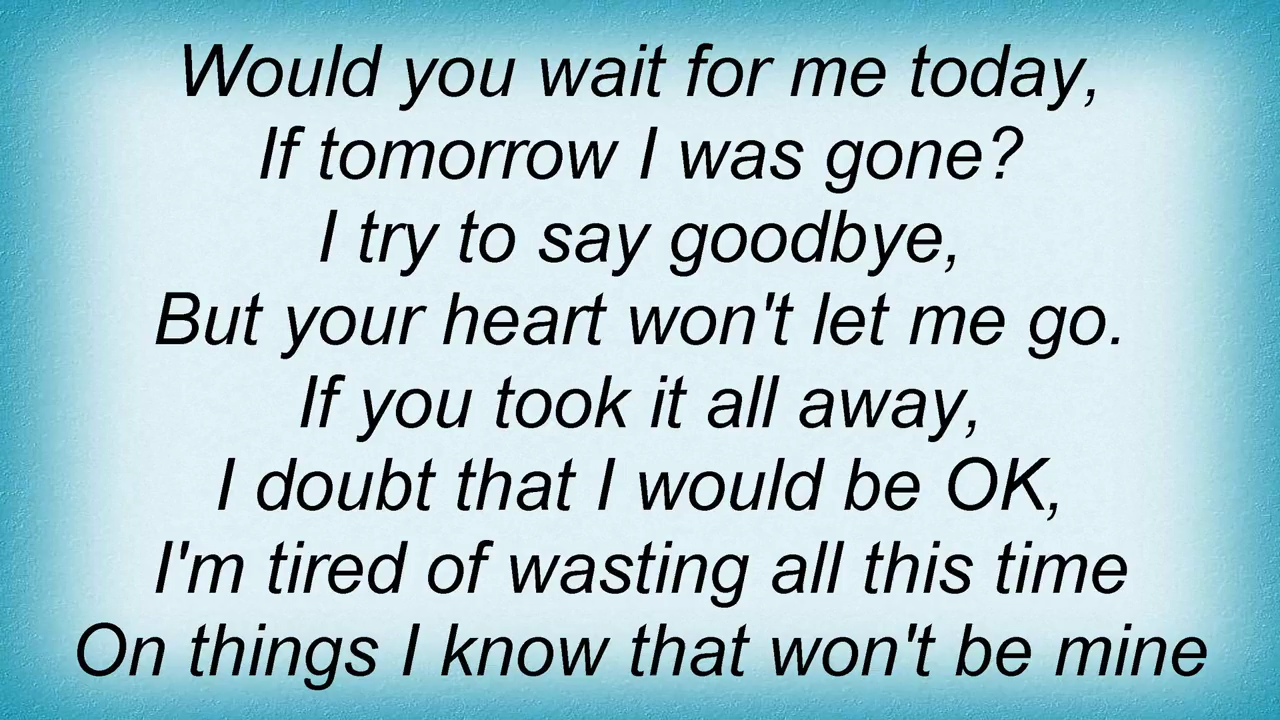 Would you wait for me today,
If tomorrow I was gone?
I try to say goodbye,
But your heart won't let me go.
If you took it all away,
I doubt that I would be OK,
I'm tired of wasting all this time
On things I know that won't be mine